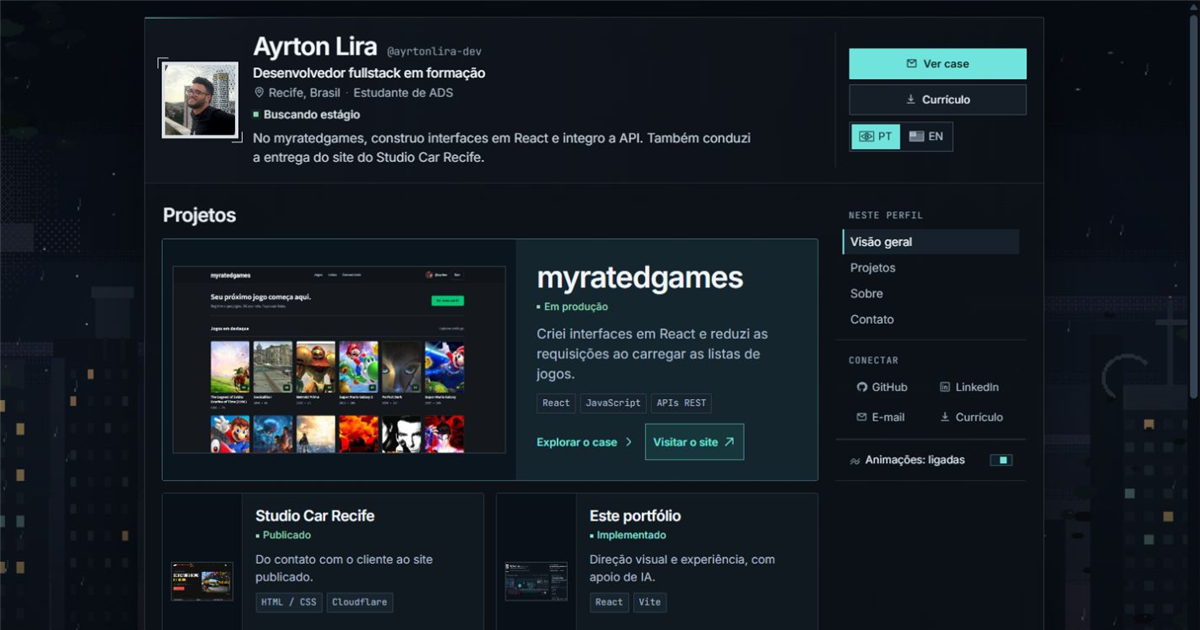 Ayrton Lira @ayrtonlira-dev
Desenvolvedor fullstack em formação
Recife, Brasil · Estudante de ADS
Buscando estágio
No myratedgames, construo interfaces em React e integro a API. Também conduzi
a entrega do site do Studio Car Recife.
Ver case
Currículo
PT EN
Projetos
myratedgames
Seu próximo jogo começa aqui.
Jogos em destaque
myratedgames
Em produção
Criei interfaces em React e reduzi as
requisições ao carregar as listas de
jogos.
React JavaScript APIs REST
Explorar o case
Visitar o site
Studio Car Recife
Publicado
Do contato com o cliente ao site
publicado.
HTML / CSS Cloudflare
Este portfólio
Implementado
Direção visual e experiência, com
apoio de IA.
React Vite
NESTE PERFIL
Visão geral
Projetos
Sobre
Contato
CONECTAR
GitHub LinkedIn
E-mail Currículo
Animações: ligadas